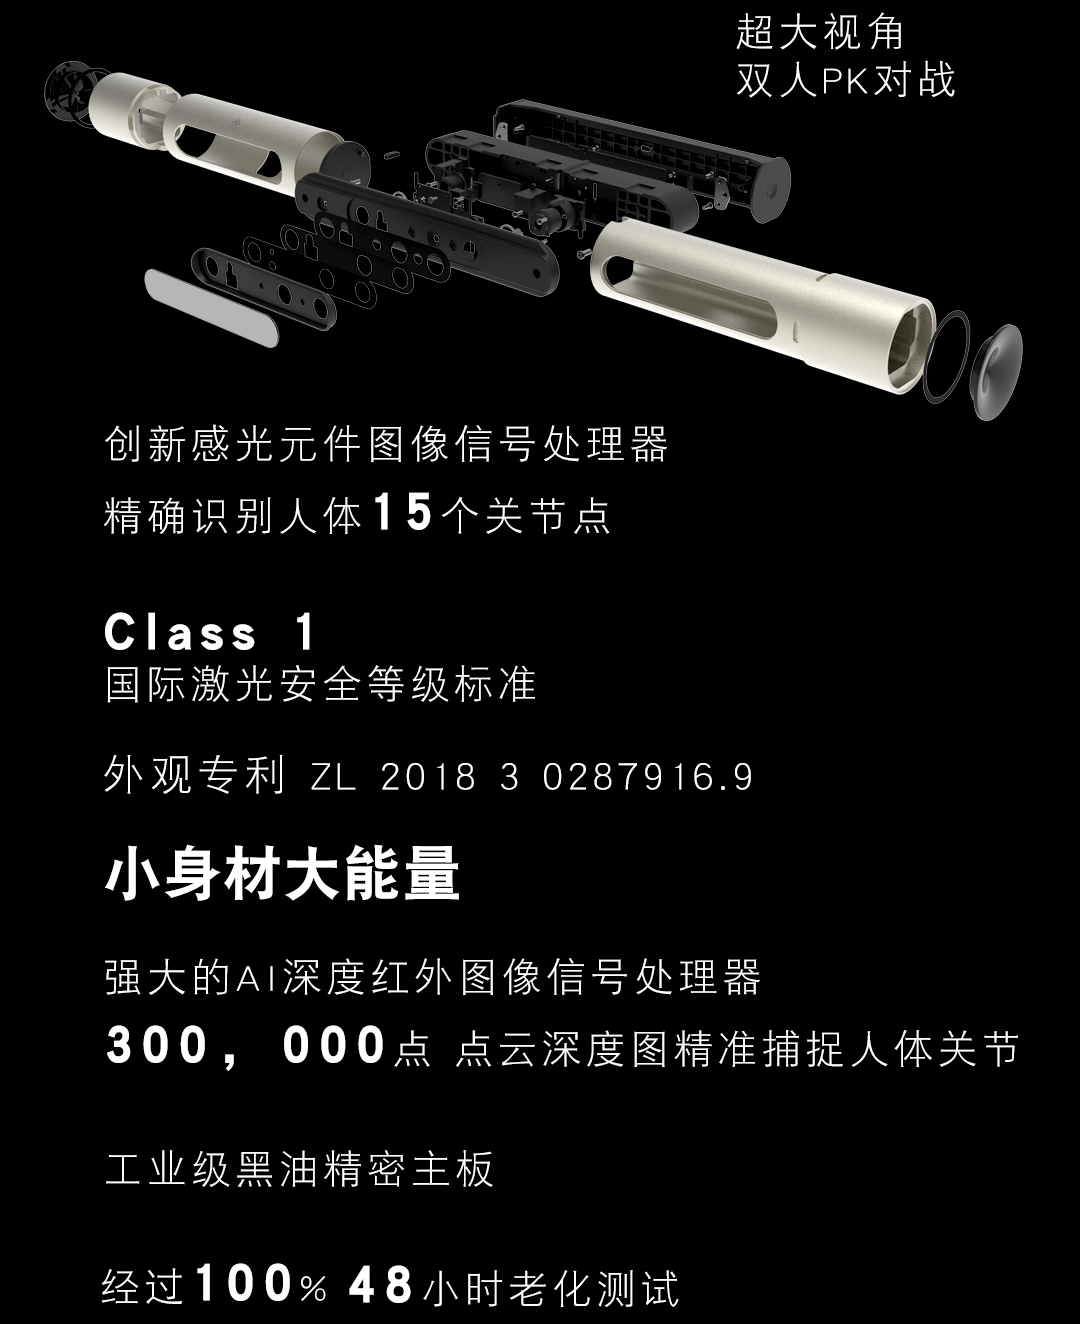 超大视角
双人PK对战
创新感光元件图像信号处理器
精确识别人体15个关节点
Class 1
国际激光安全等级标准
外观专利 ZL 2018 3 0287916.9
小身材大能量
强大的AI深度红外图像信号处理器
300，000点 点云深度图精准捕捉人体关节
工业级黑油精密主板
经过100% 48小时老化测试